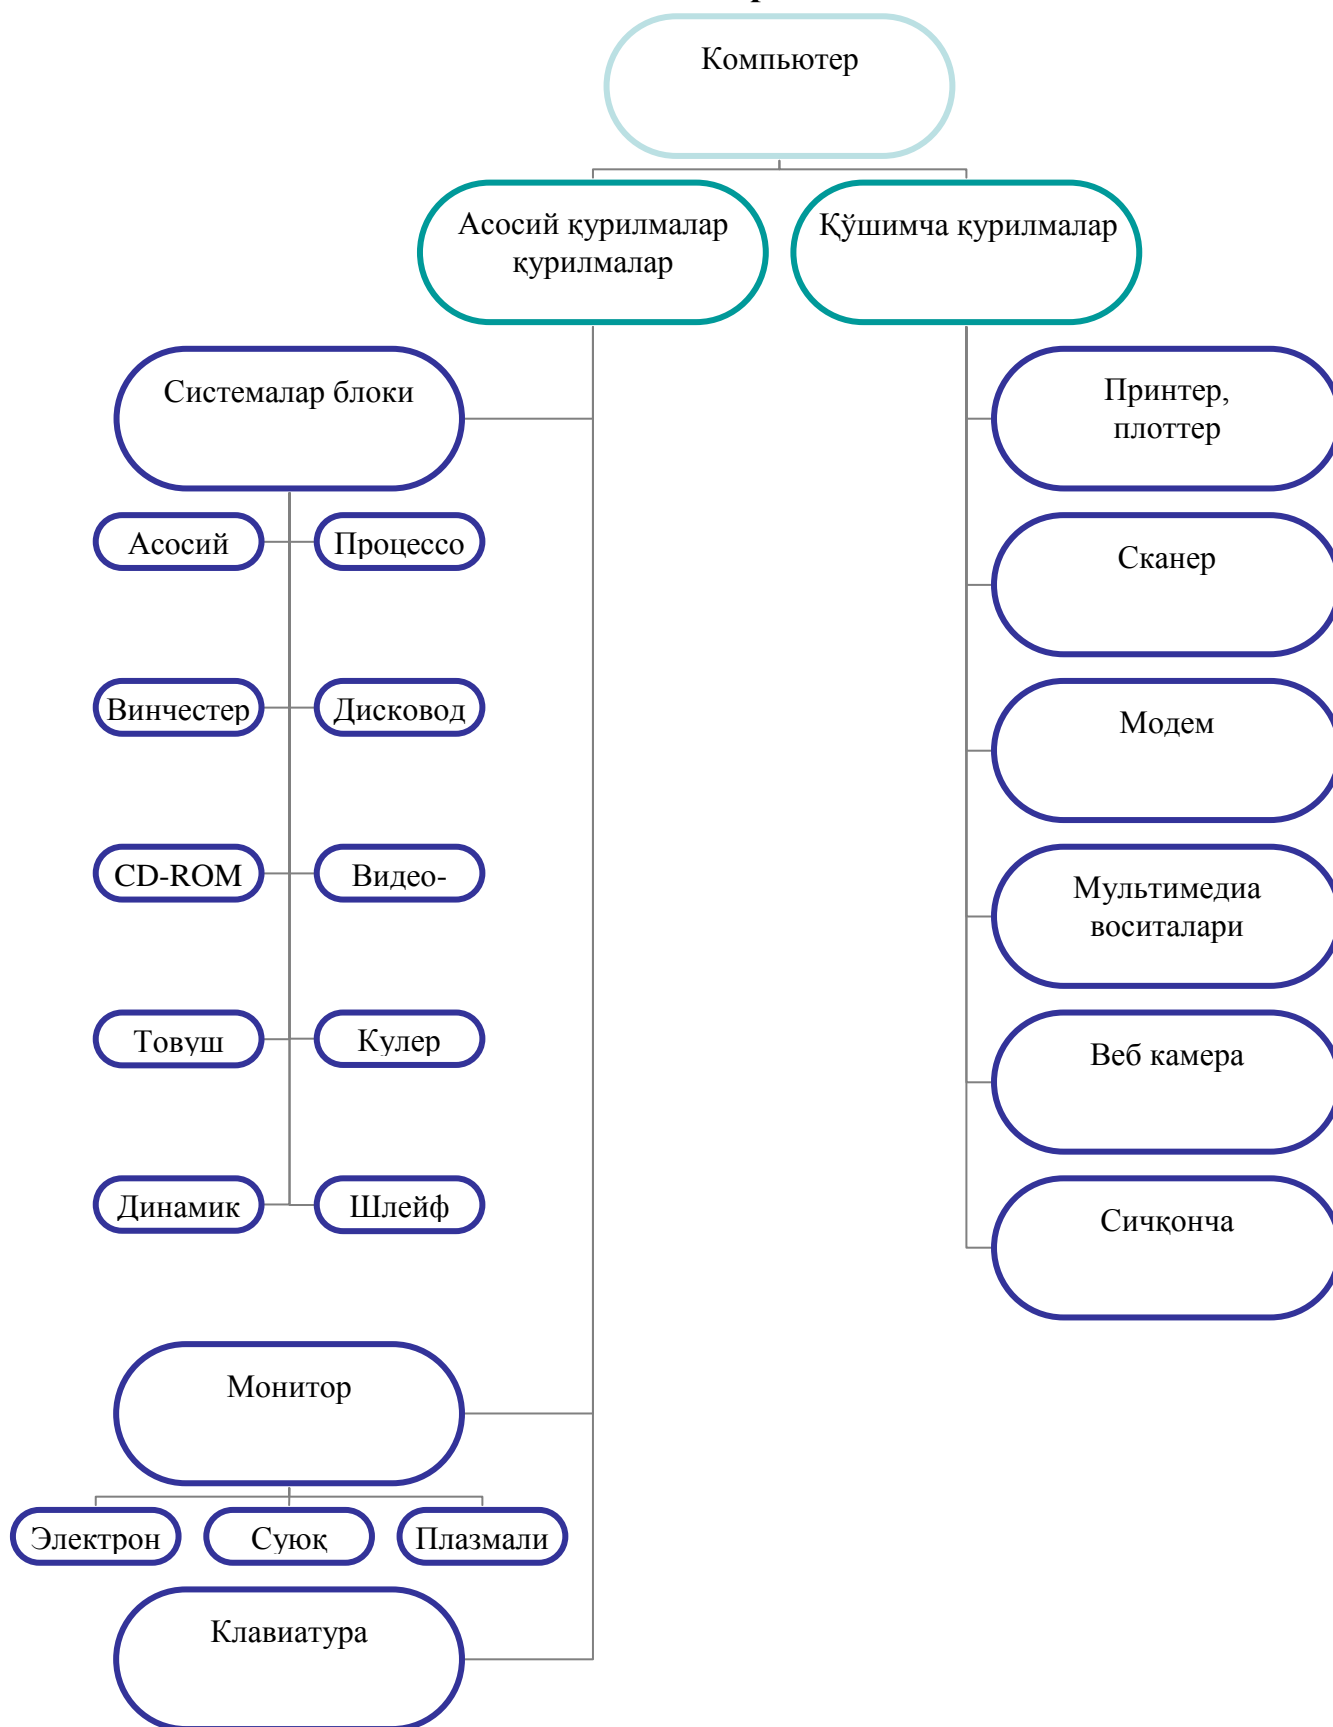 Компьютер
Асосий қурилмалар
қурилмалар
Қўшимча қурилмалар
Системалар блоки
Принтер,
плоттер
Асосий
Процессо
Сканер
Винчестер
Дисковод
Модем
CD-ROM
Видео-
Мультимедиа
воситалари
Товуш
Кулер
Веб камера
Динамик
Шлейф
Сичқонча
Монитор
Электрон
Суюқ
Плазмали
Клавиатура